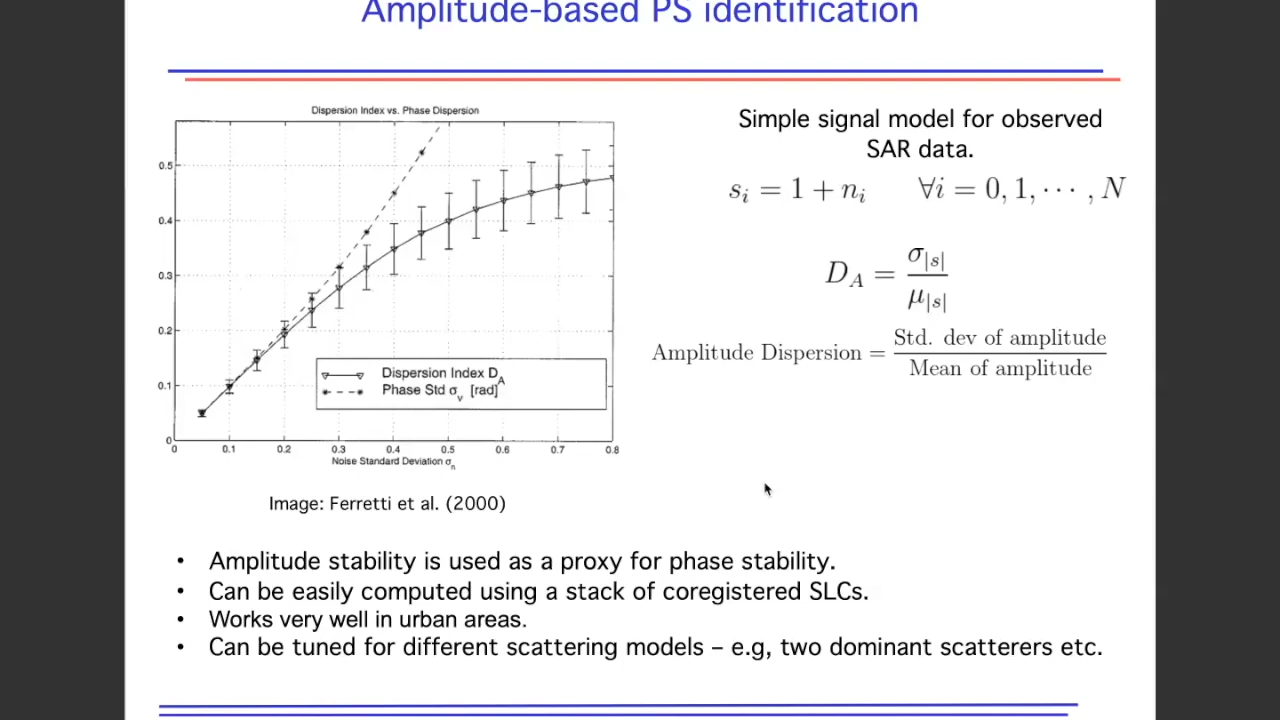 Amplitude-based PS identification
Dispersion Index vs. Phase Dispersion
0.5
0.4
0.3
0.2
0.1
0
0 0.1 0.2 0.3 0.4 0.5 0.6 0.7 0.8
Noise Standard Deviation σ_n
Dispersion Index D_A
Phase Std σ_v [rad]
Image: Ferretti et al. (2000)
Simple signal model for observed
SAR data.
s_i = 1 + n_i ∀i = 0, 1, ··· , N
D_A = σ_|s| / μ_|s|
Amplitude Dispersion = Std. dev of amplitude / Mean of amplitude
• Amplitude stability is used as a proxy for phase stability.
• Can be easily computed using a stack of coregistered SLCs.
• Works very well in urban areas.
• Can be tuned for different scattering models – e.g, two dominant scatterers etc.